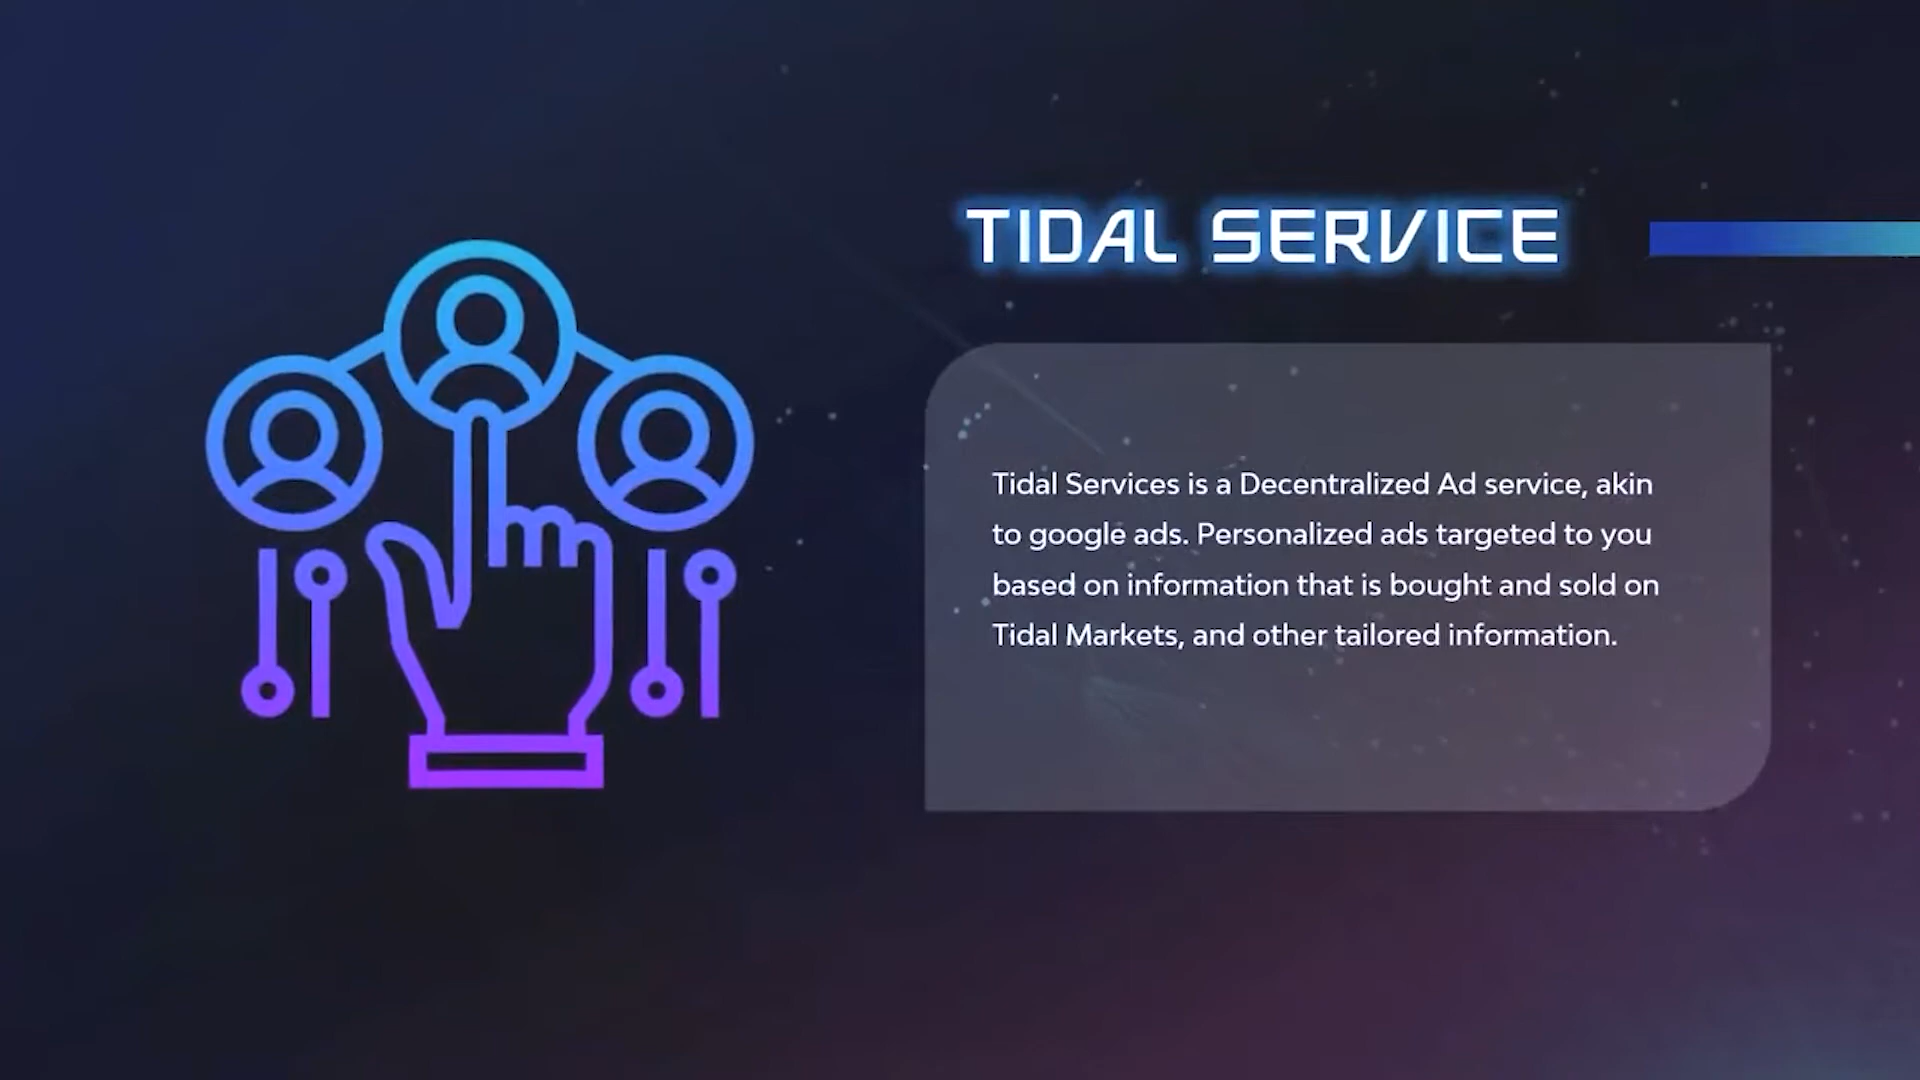 TIDAL SERVICE
Tidal Services is a Decentralized Ad service, akin
to google ads. Personalized ads targeted to you
based on information that is bought and sold on
Tidal Markets, and other tailored information.